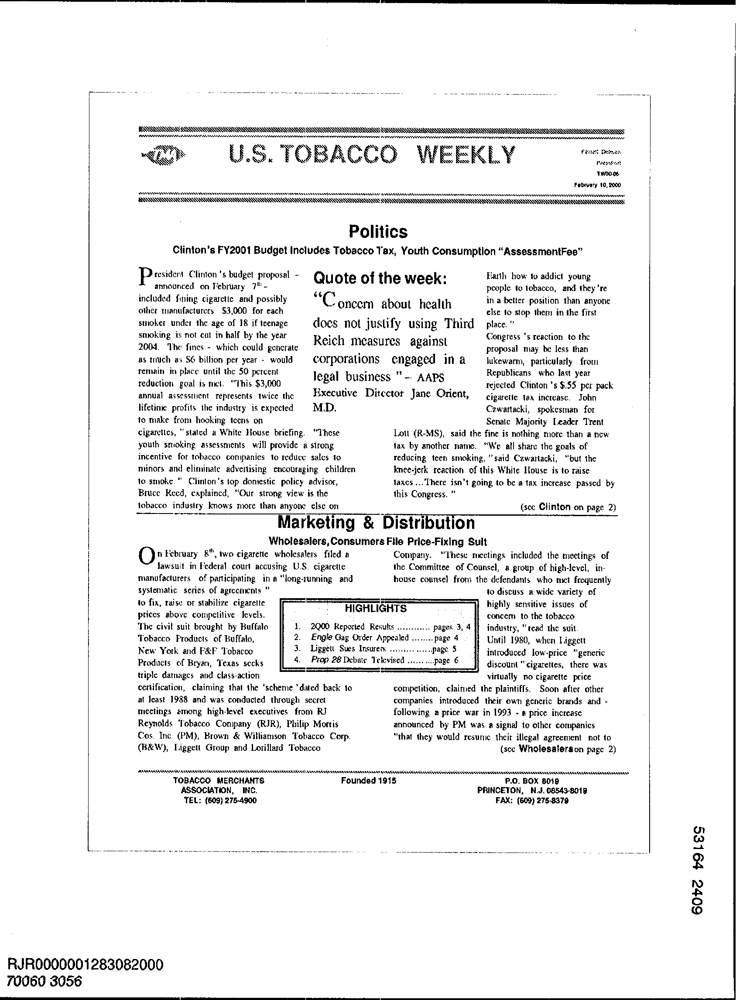 TMA
U.S. TOBACCO WEEKLY
President
TW00-06
February 10, 2000
Politics
Clinton's FY2001 Budget Includes Tobacco Tax, Youth Consumption "AssessmentFee"
President Clinton's budget proposal -
announced on February 7th -
included fining cigarette and possibly
other manufacturers $3,000 for each
smoker under the age of 18 if teenage
smoking is not cut in half by the year
2004. The fines - which could generate
as much as $6 billion per year - would
remain in place until the 50 percent
reduction goal is met. "This $3,000
annual assessment represents twice the
lifetime profits the industry is expected
to make from hooking teens on
cigarettes, " stated a White House briefing. "These
youth smoking assessments will provide a strong
incentive for tobacco companies to reduce sales to
minors and eliminate advertising encouraging children
to smoke. " Clinton's top domestic policy advisor,
Bruce Reed, explained, "Our strong view is the
tobacco industry knows more than anyone else on
Quote of the week:
"Concern about health
does not justify using Third
Reich measures against
corporations engaged in a
legal business " - AAPS
Executive Director Jane Orient,
M.D.
Earth how to addict young
people to tobacco, and they're
in a better position than anyone
else to stop them in the first
place. "
Congress 's reaction to the
proposal may be less than
lukewarm, particularly from
Republicans who last year
rejected Clinton 's $.55 per pack
cigarette tax increase. John
Czwartacki, spokesman for
Senate Majority Leader Trent
Lott (R-MS), said the fine is nothing more than a new
tax by another name. "We all share the goals of
reducing teen smoking, " said Czwartacki, "but the
knee-jerk reaction of this White House is to raise
taxes ...There isn't going to be a tax increase passed by
this Congress. "
(see Clinton on page 2)
Marketing & Distribution
Wholesalers, Consumers File Price-Fixing Suit
On February 8th, two cigarette wholesalers filed a
lawsuit in Federal court accusing U.S. cigarette
manufacturers of participating in a "long-running and
systematic series of agreements "
to fix, raise or stabilize cigarette
prices above competitive levels.
The civil suit brought by Buffalo
Tobacco Products of Buffalo,
New York and F&F Tobacco
Products of Bryan, Texas seeks
triple damages and class-action
certification, claiming that the 'scheme ' dated back to
at least 1988 and was conducted through secret
meetings among high-level executives from RJ
Reynolds Tobacco Company (RJR), Philip Morris
Cos. Inc. (PM), Brown & Williamson Tobacco Corp.
(B&W), Liggett Group and Lorillard Tobacco
HIGHLIGHTS
1. 2Q00 Reported Results ............ pages 3, 4
2. Engle Gag Order Appealed ........ page 4
3. Liggett Sues Insurers ..............page 5
4. Prop 28 Debate Televised ..........page 6
Company. "These meetings included the meetings of
the Committee of Counsel, a group of high-level, in-
house counsel from the defendants who met frequently
to discuss a wide variety of
highly sensitive issues of
concern to the tobacco
industry, " read the suit.
Until 1980, when Liggett
introduced low-price "generic
discount " cigarettes, there was
virtually no cigarette price
competition, claimed the plaintiffs. Soon after other
companies introduced their own generic brands and -
following a price war in 1993 - a price increase
announced by PM was a signal to other companies
"that they would resume their illegal agreement not to
(see Wholesalers on page 2)
TOBACCO MERCHANTS
ASSOCIATION, INC.
TEL: (609) 275-4900
Founded 1915
P.O. BOX 8019
PRINCETON, N.J. 08543-8019
FAX: (609) 275-8379
53164 2409
RJR0000001283082000
70060 3056